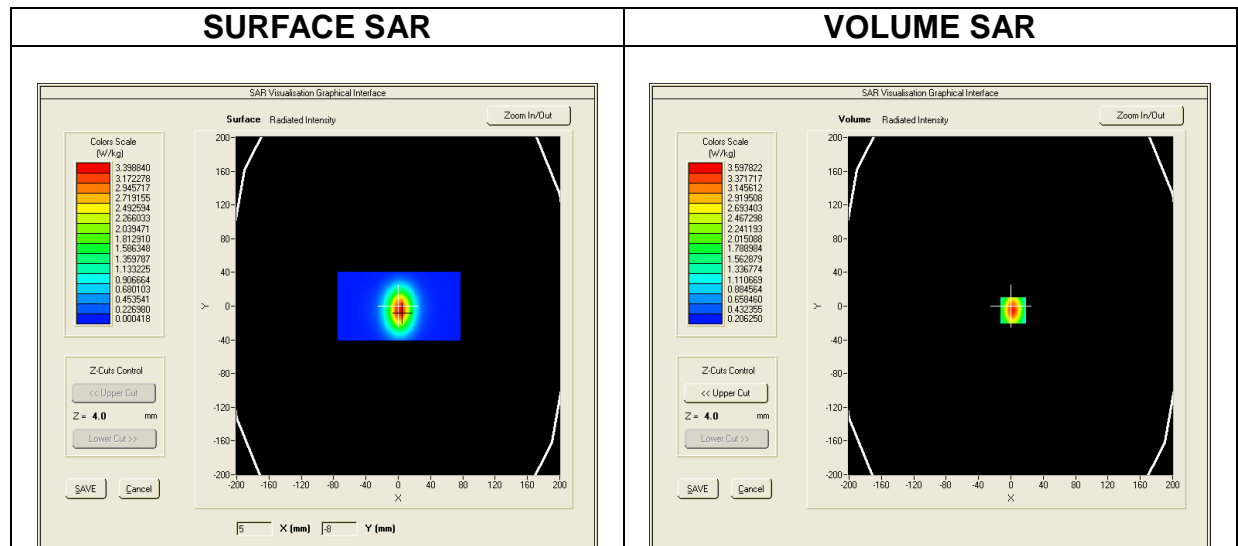 SURFACE SAR
VOLUME SAR
SAR Visualisation Graphical Interface
Surface Radiated Intensity
Zoom In/Out
Colors Scale
(W/kg)
3.398840
3.172278
2.945717
2.719155
2.492594
2.266033
2.039471
1.812910
1.586348
1.359787
1.133225
0.906664
0.680103
0.453541
0.226980
0.000418
200-
160-
120-
80-
40-
0-
-40-
-80-
-120-
-160-
-200-
Y
-200 -160 -120 -80 -40 0 40 80 120 160 200
X
Z-Cuts Control
<< Upper Cut
Z = 4.0 mm
Lower Cut >>
SAVE Cancel
5 X (mm) -8 Y (mm)
SAR Visualisation Graphical Interface
Volume Radiated Intensity
Zoom In/Out
Colors Scale
(W/kg)
3.597822
3.371717
3.145612
2.919508
2.693403
2.467298
2.241193
2.015088
1.788984
1.562879
1.336774
1.110669
0.884564
0.658460
0.432355
0.206250
200-
160-
120-
80-
40-
0-
-40-
-80-
-120-
-160-
-200-
Y
-200 -160 -120 -80 -40 0 40 80 120 160 200
X
Z-Cuts Control
<< Upper Cut
Z = 4.0 mm
Lower Cut >>
SAVE Cancel